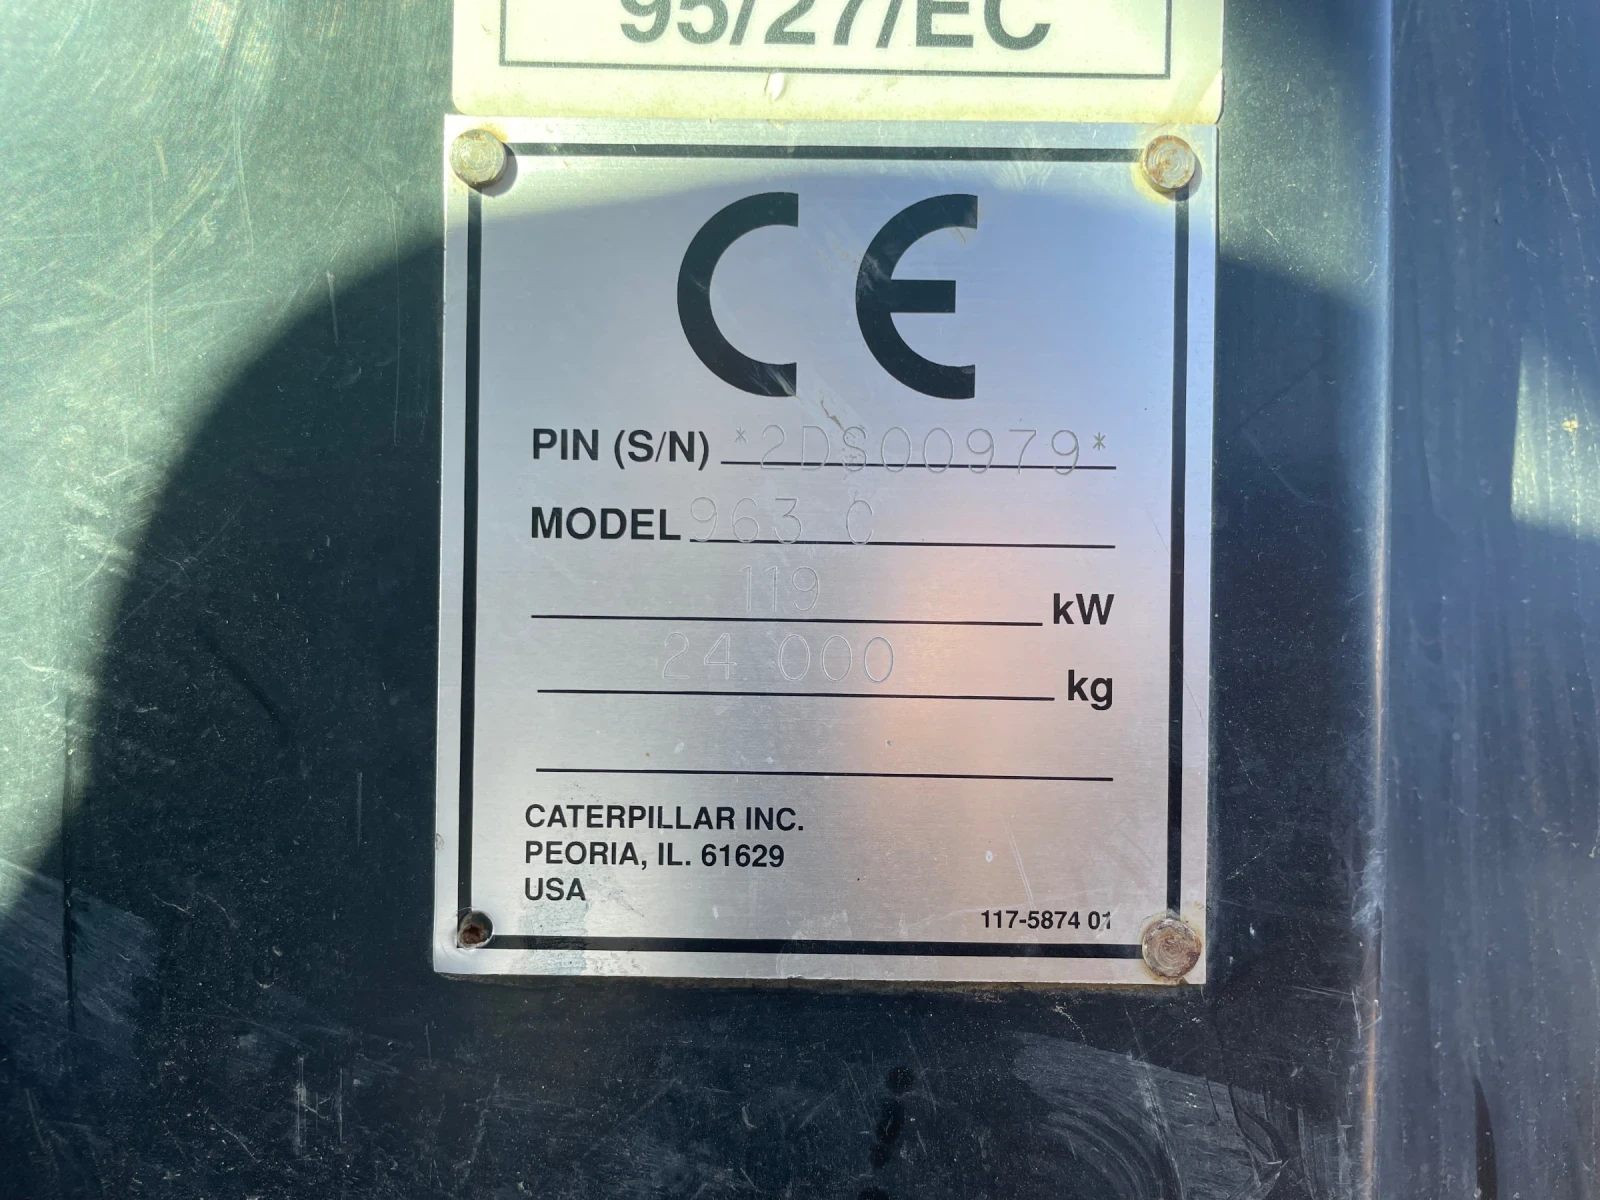 95/27/EC
CE
PIN (S/N) *2DS00979*
MODEL 963 C
119 kW
24 000 kg
CATERPILLAR INC.
PEORIA, IL. 61629
USA
117-5874 01